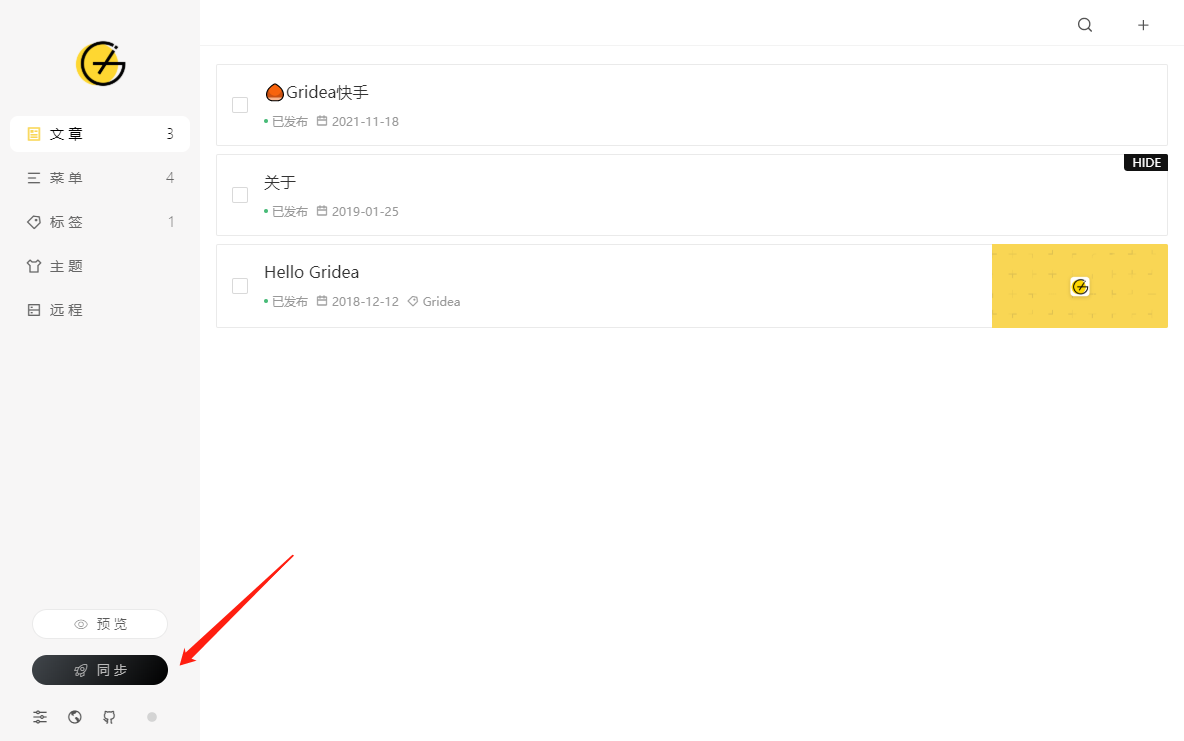 文章 3
菜单 4
标签 1
主题
远程
预览
同步
🌰Gridea快手
已发布 2021-11-18
HIDE
关于
已发布 2019-01-25
Hello Gridea
已发布 2018-12-12 Gridea